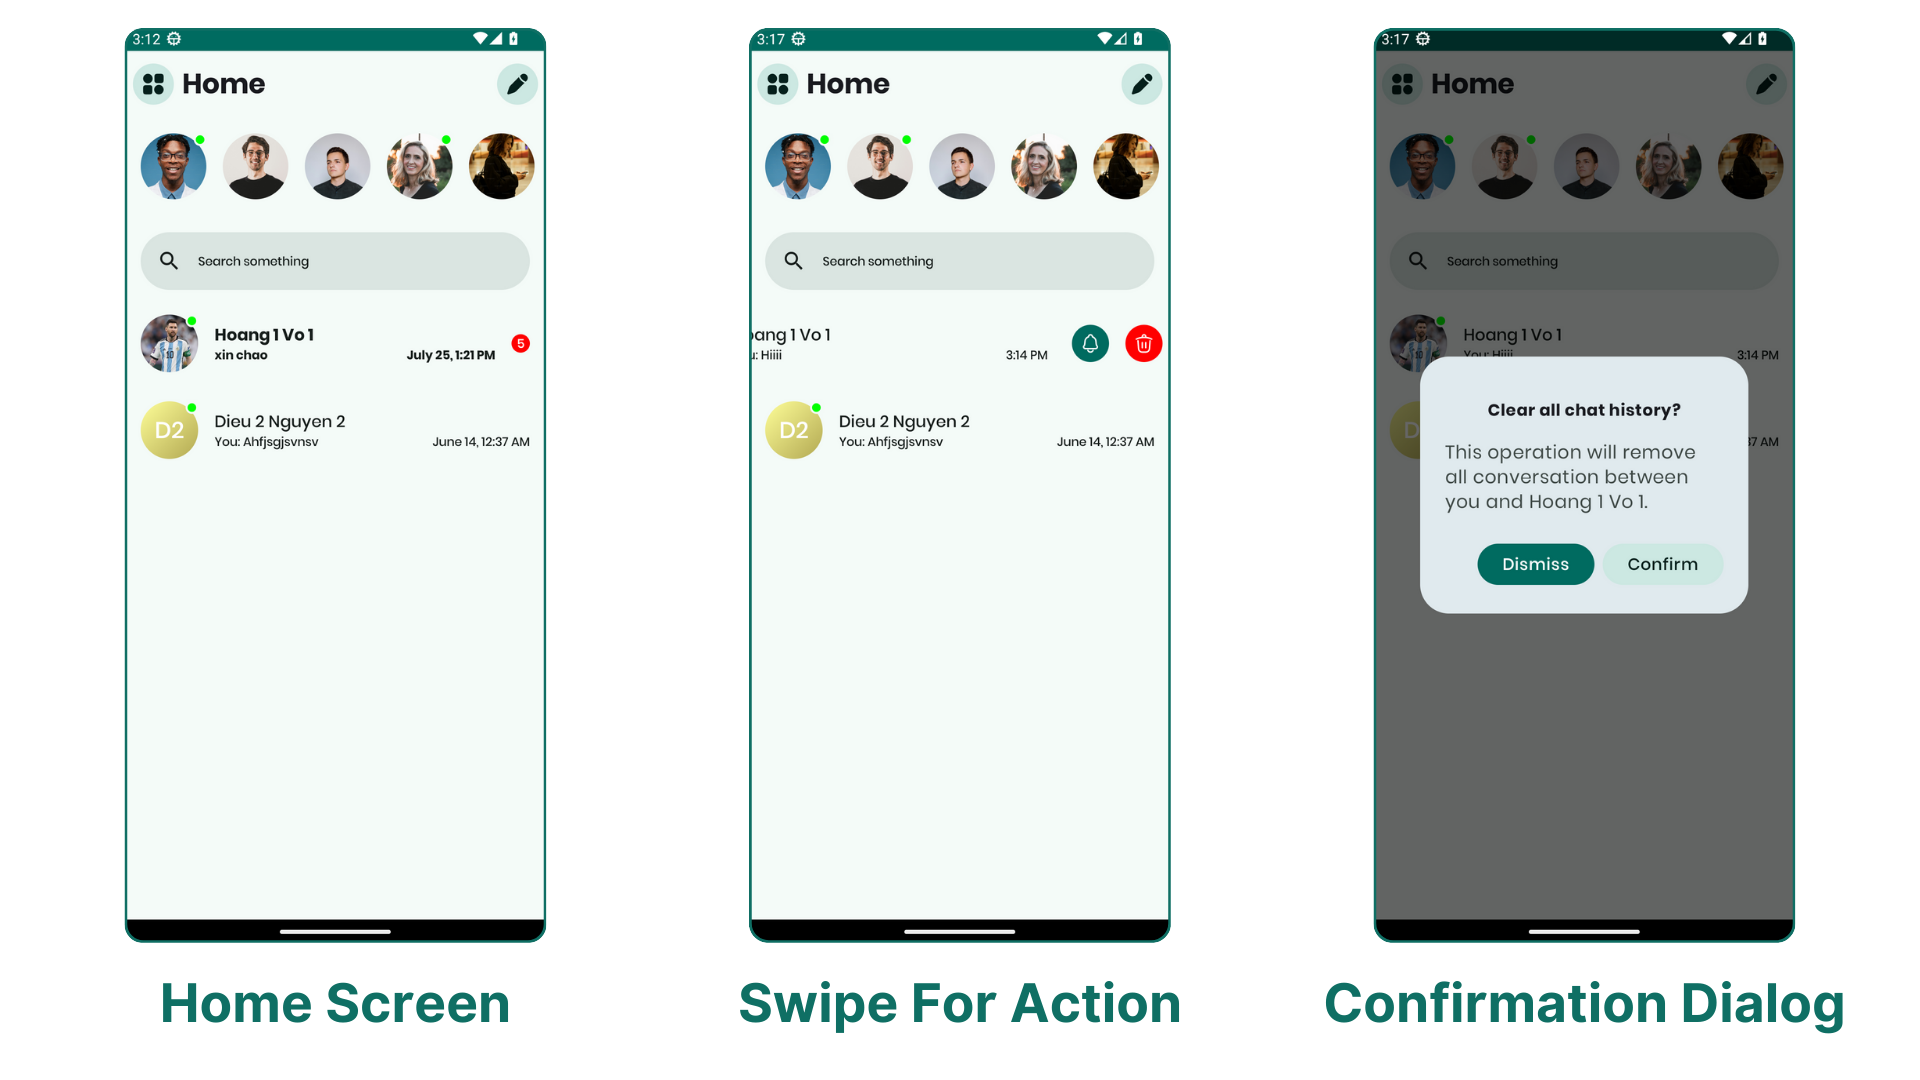 3:12
Home
Search something
Hoang 1 Vo 1
xin chao
July 25, 1:21 PM
5
10
D2
Dieu 2 Nguyen 2
You: Ahfjsgjsvnsv
June 14, 12:37 AM
Home Screen
3:17
Home
Search something
ang 1 Vo 1
: Hiiii
3:14 PM
D2
Dieu 2 Nguyen 2
You: Ahfjsgjsvnsv
June 14, 12:37 AM
Swipe For Action
3:17
Home
Search something
Hoang 1 Vo 1
You: Hiiii
3:14 PM
D
37 AM
Clear all chat history?
This operation will remove
all conversation between
you and Hoang 1 Vo 1.
Dismiss
Confirm
Confirmation Dialog